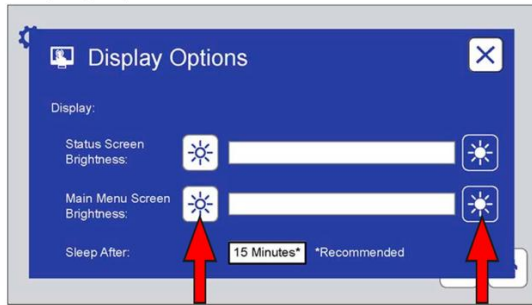 Display Options
Display:
Status Screen
Brightness:
Main Menu Screen
Brightness:
Sleep After: 15 Minutes* *Recommended